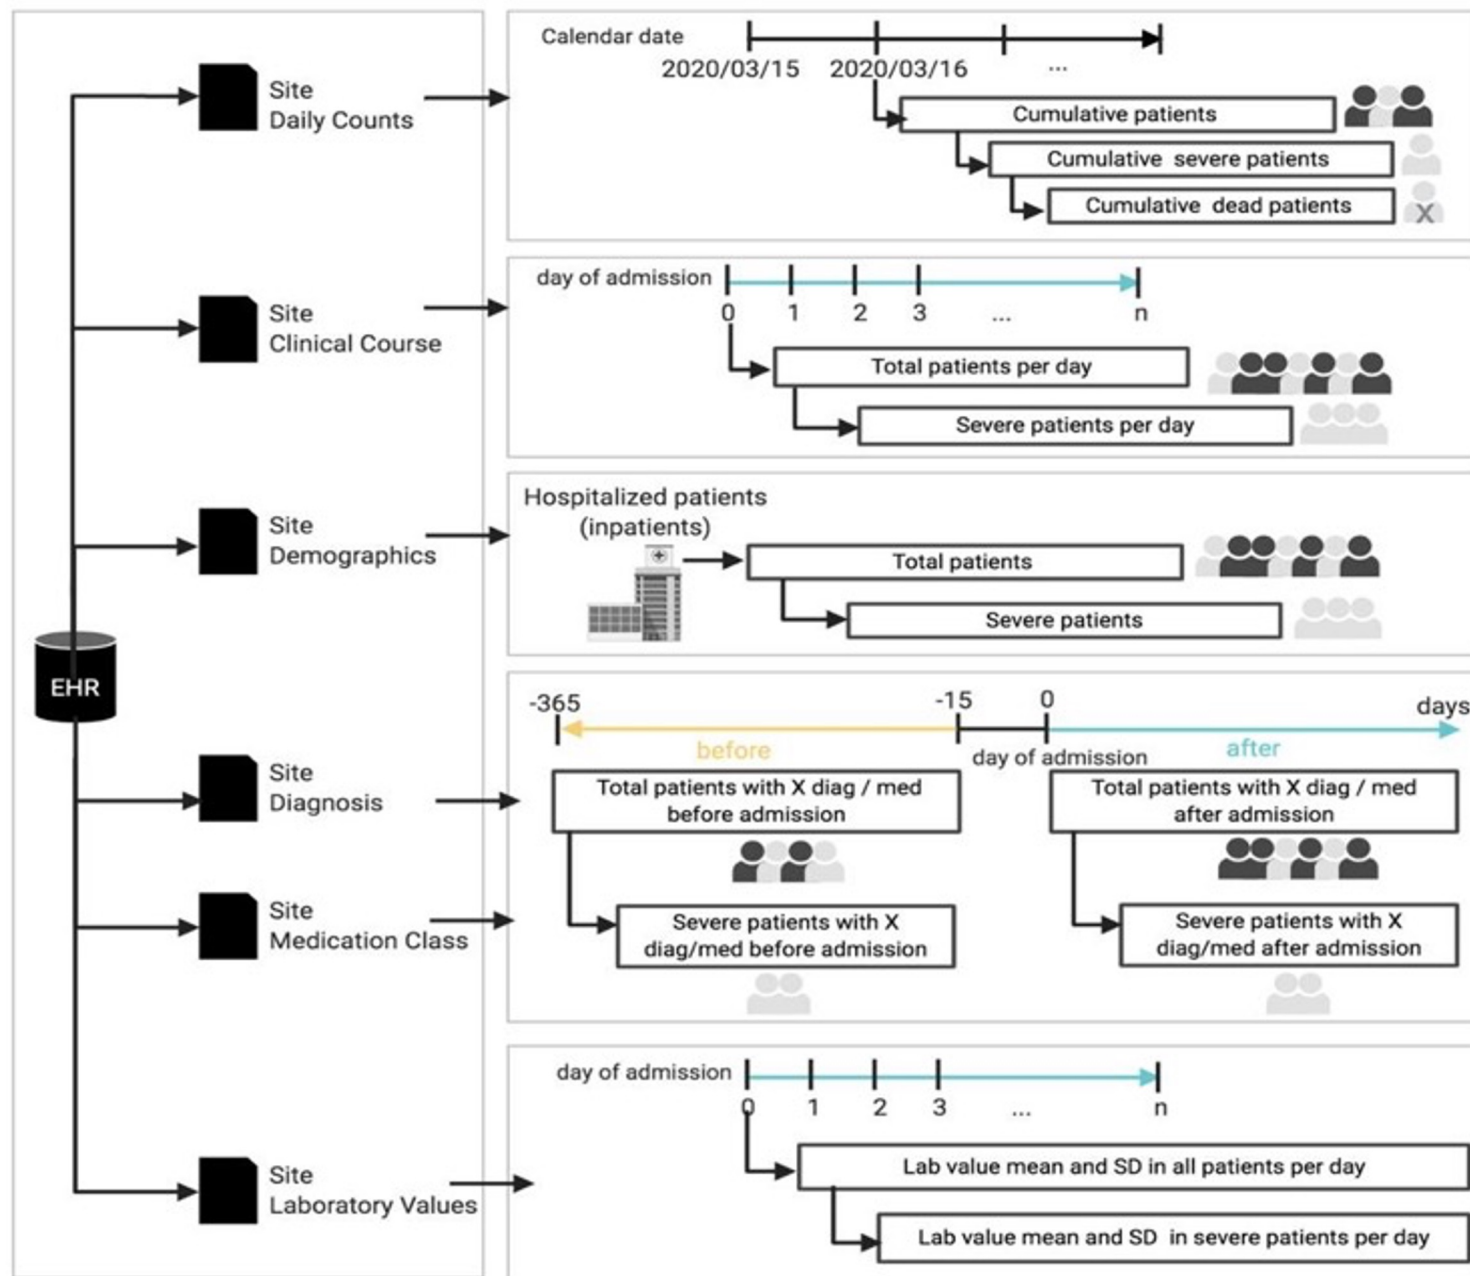 EHR
Site
Daily Counts
Calendar date
2020/03/15
2020/03/16
...
Cumulative patients
Cumulative severe patients
Cumulative dead patients
X
Site
Clinical Course
day of admission
0 1 2 3 ... n
Total patients per day
Severe patients per day
Site
Demographics
Hospitalized patients
(inpatients)
Total patients
Severe patients
Site
Diagnosis
Site
Medication Class
-365
-15
0
days
before
day of admission
after
Total patients with X diag / med
before admission
Severe patients with X
diag/med before admission
Total patients with X diag / med
after admission
Severe patients with X
diag/med after admission
Site
Laboratory Values
day of admission
0 1 2 3 ... n
Lab value mean and SD in all patients per day
Lab value mean and SD in severe patients per day